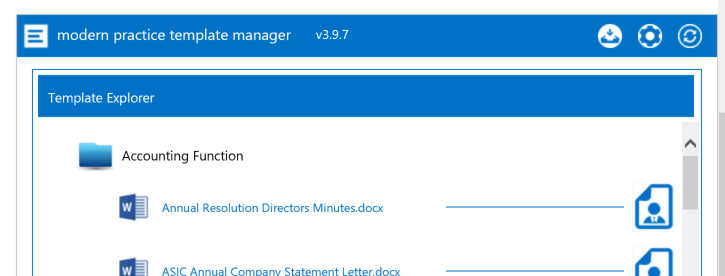 modern practice template manager v3.9.7
Template Explorer
Accounting Function
Annual Resolution Directors Minutes.docx
ASIC Annual Company Statement Letter.docx